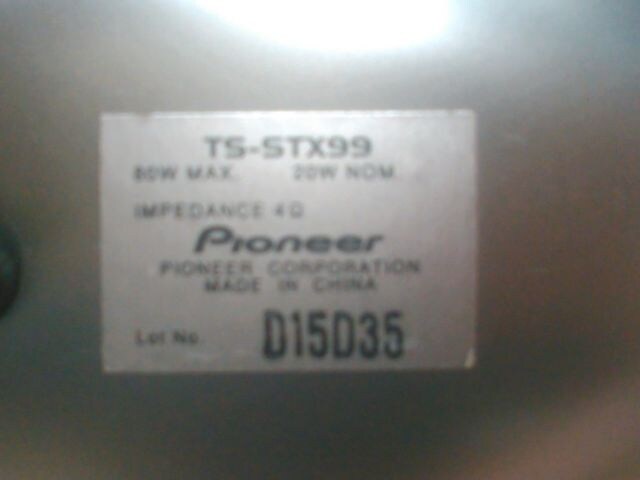 TS-STX99
80W MAX. 20W NOM.
IMPEDANCE 4Ω
Pioneer
PIONEER CORPORATION
MADE IN CHINA
Lot No. D15D35